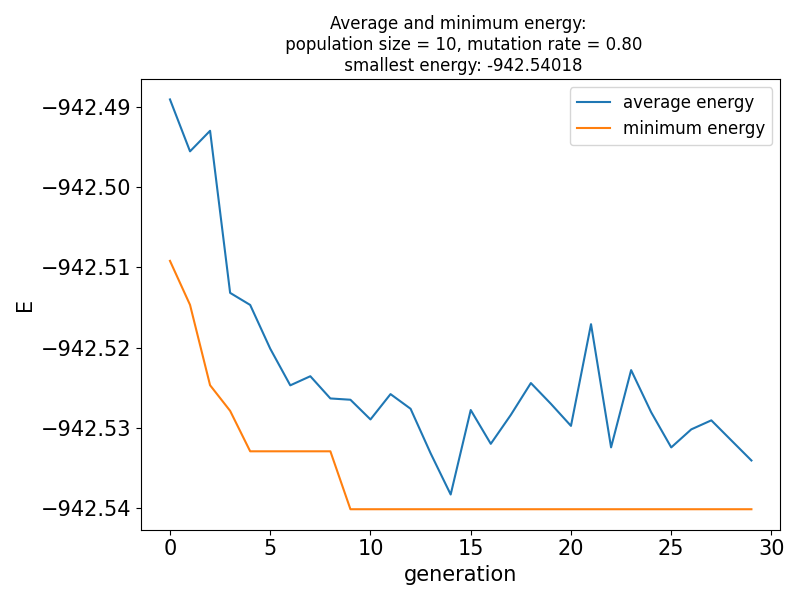 Average and minimum energy:
population size = 10, mutation rate = 0.80
smallest energy: -942.54018
average energy
minimum energy
−942.49
−942.50
−942.51
−942.52
−942.53
−942.54
E
0
5
10
15
20
25
30
generation